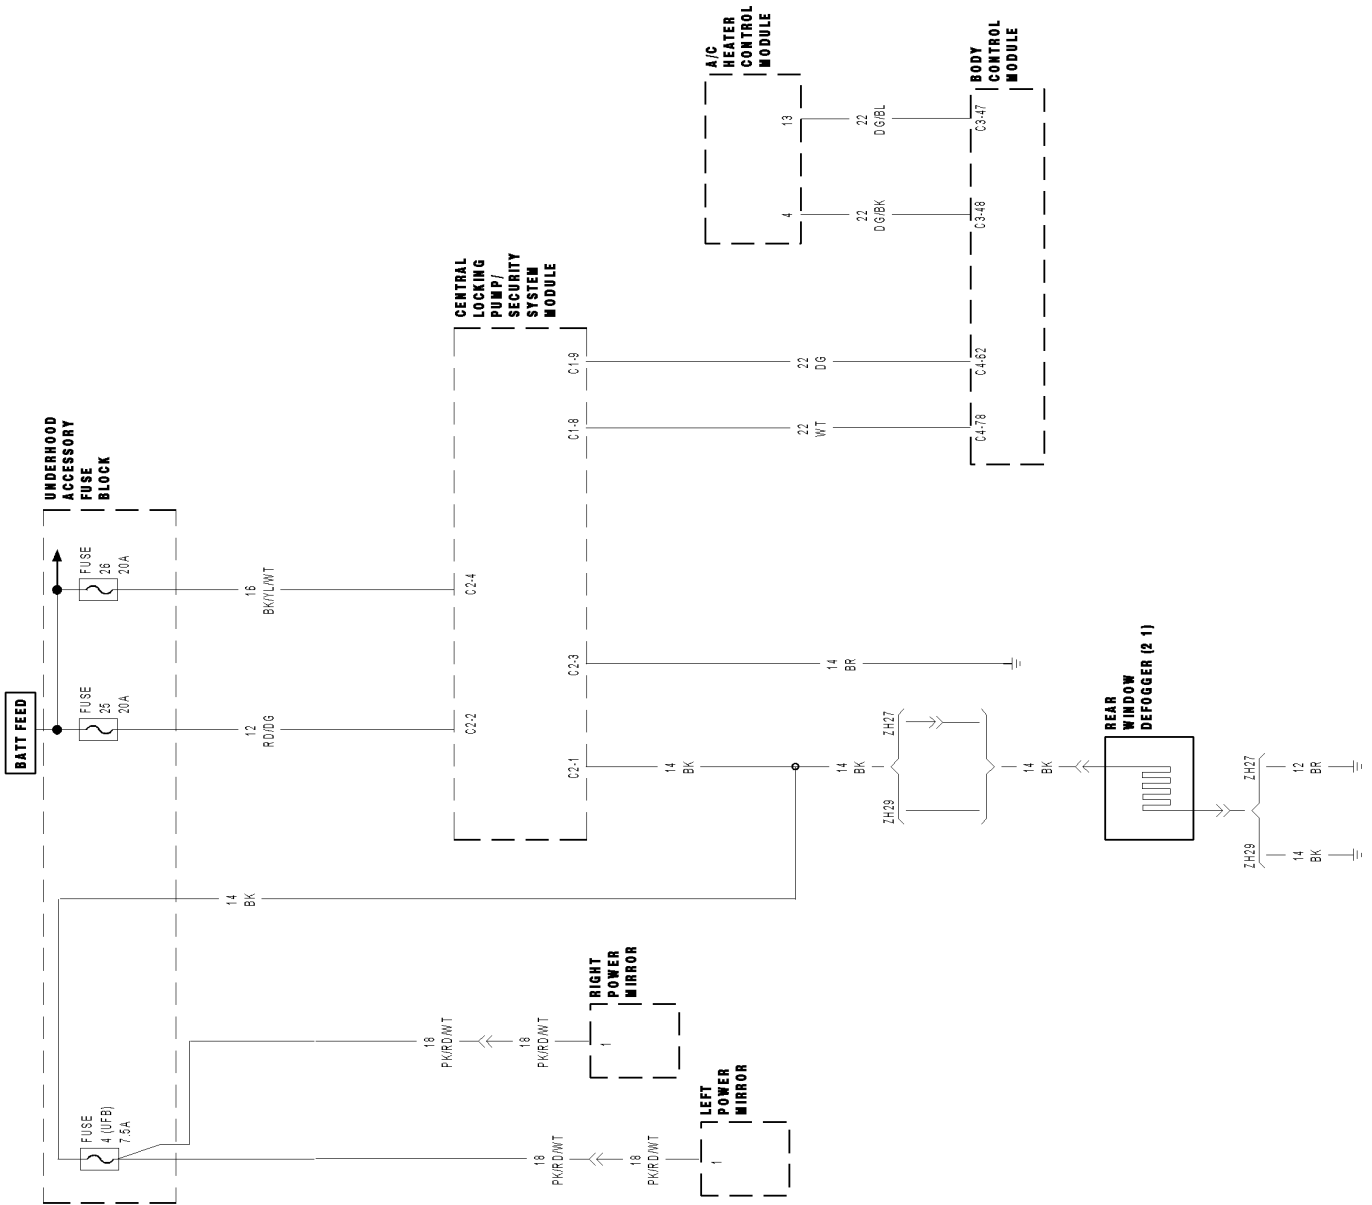 BATT FEED
UNDERHOOD
ACCESSORY
FUSE
BLOCK
FUSE
4 (UFB)
7.5A
FUSE
25
20A
FUSE
26
20A
14
BK
12
RD/DG
16
BK/YL/WT
CENTRAL
LOCKING
PUMP/
SECURITY
SYSTEM
MODULE
C2-2
C2-4
C2-1
C2-3
C1-8
C1-9
18
PK/RD/WT
18
PK/RD/WT
RIGHT
POWER
MIRROR
1
18
PK/RD/WT
18
PK/RD/WT
LEFT
POWER
MIRROR
1
14
BK
14
BR
22
WT
22
DG
A/C
HEATER
CONTROL
MODULE
4
13
22
DG/BK
22
DG/BL
BODY
CONTROL
MODULE
C4-78
C4-62
C3-48
C3-47
14
BK
ZH29
ZH27
14
BK
REAR
WINDOW
DEFOGGER (2 1)
ZH29
ZH27
14
BK
12
BR